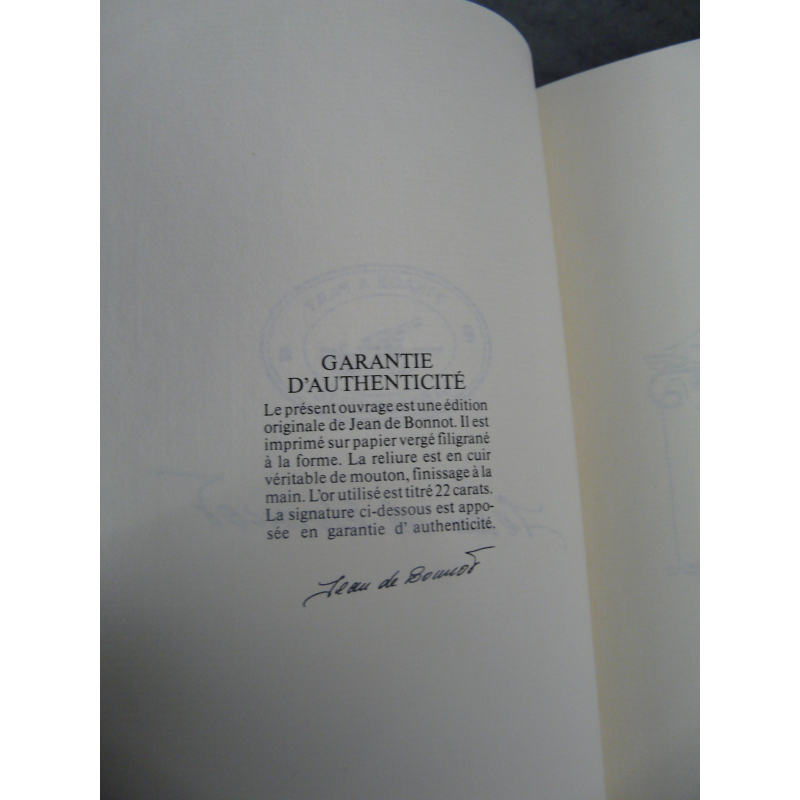 GARANTIE
D'AUTHENTICITÉ
Le présent ouvrage est une édition
originale de Jean de Bonnot. Il est
imprimé sur papier vergé filigrané
à la forme. La reliure est en cuir
véritable de mouton, finissage à la
main. L'or utilisé est titré 22 carats.
La signature ci-dessous est appo-
sée en garantie d' authenticité.
Jean de Bonnot